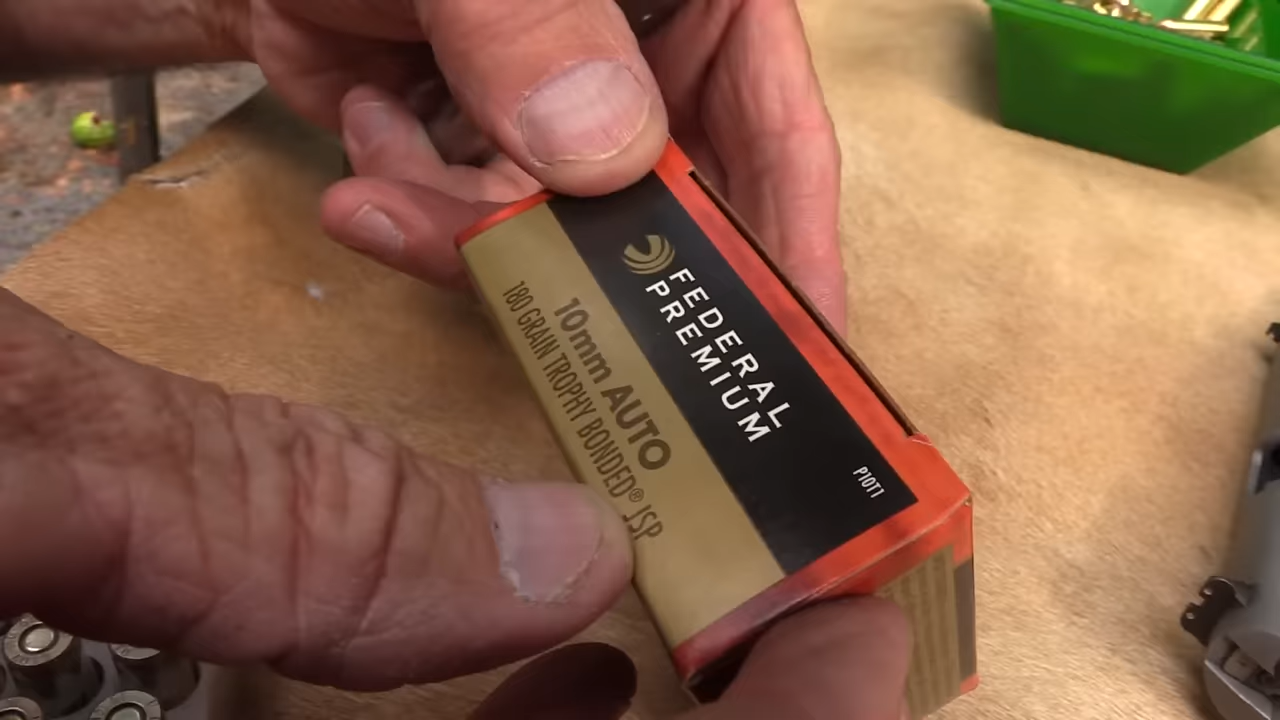 FEDERAL
PREMIUM
10mm AUTO
180 GRAIN TROPHY BONDED® JSP
P10T1